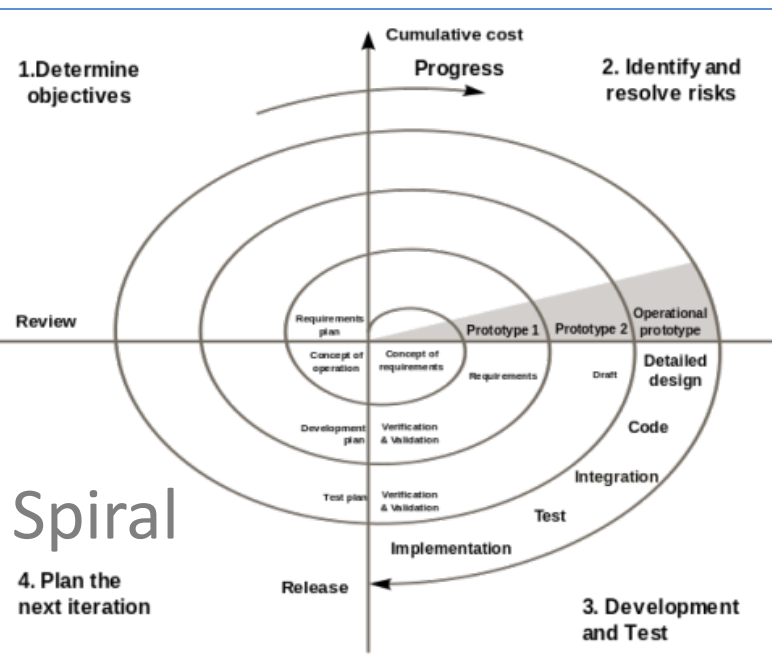 Cumulative cost
1.Determine
objectives
Progress
2. Identify and
resolve risks
Review
Requirements
plan
Prototype 1
Prototype 2
Operational
prototype
Concept of
operation
Concept of
requirements
Requirements
Draft
Detailed
design
Development
plan
Verification
& Validation
Code
Integration
Test plan
Verification
& Validation
Test
Spiral
Implementation
Release
4. Plan the
next iteration
3. Development
and Test